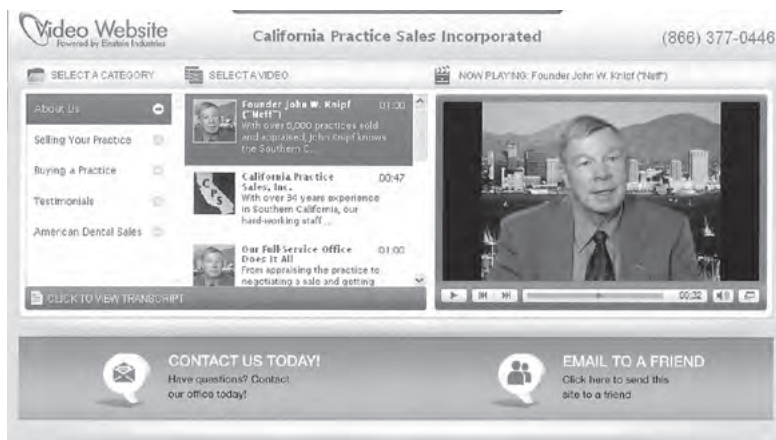 Video Website
Powered by Einstein Industries
California Practice Sales Incorporated
(866) 377-0446
SELECT A CATEGORY
SELECT A VIDEO
NOW PLAYING: Founder John W. Knipf ("Neff")
About Us
Selling Your Practice
Buying a Practice
Testimonials
American Dental Sales
Founder John W. Knipf 01:00
("Neff")
With over 6,000 practices sold
and appraised, John Knipf knows
the Southern C...
CPS
California Practice 00:47
Sales, Inc.
With over 34 years experience
in Southern California, our
hard-working staff ...
Our Full-Service Office 01:00
Does It All
From appraising the practice to
negotiating a sale and getting
CLICK TO VIEW TRANSCRIPT
00:32
CONTACT US TODAY!
Have questions? Contact
our office today!
EMAIL TO A FRIEND
Click here to send this
site to a friend